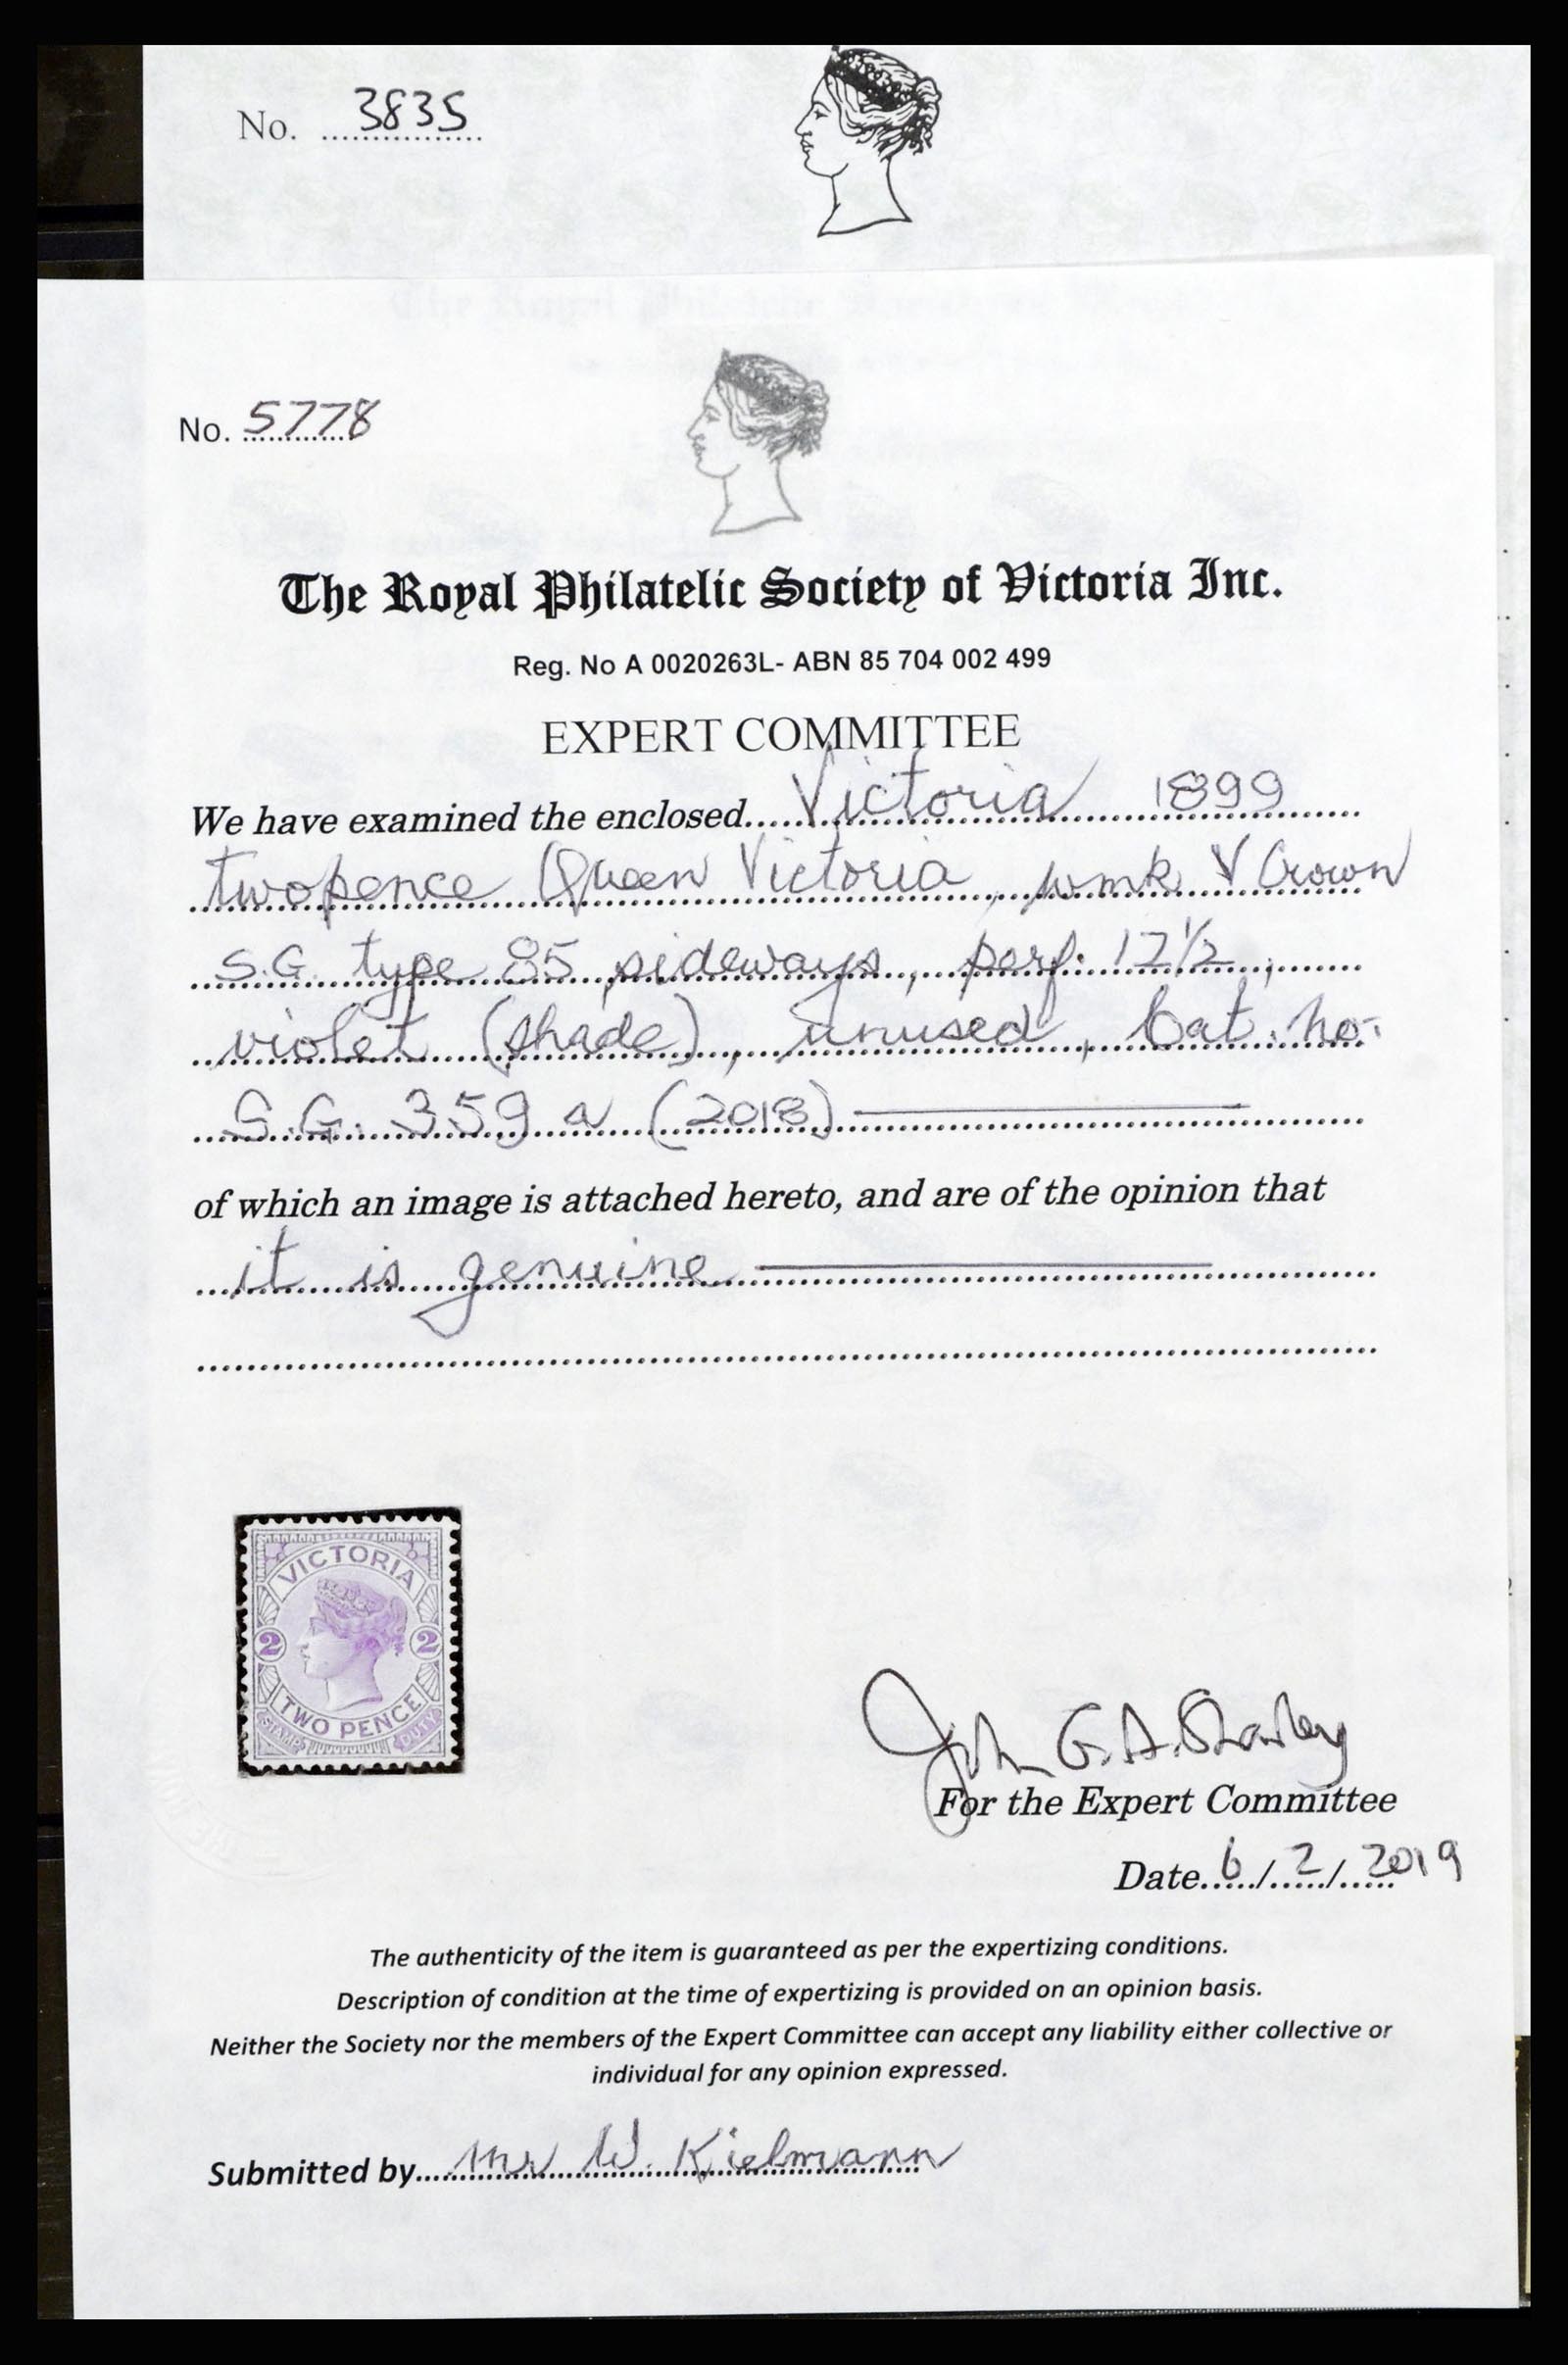 No. 3835
No. 5778
The Royal Philatelic Society of Victoria Inc.
Reg. No A 0020263L- ABN 85 704 002 499
EXPERT COMMITTEE
We have examined the enclosed Victoria 1899
twopence Queen Victoria, wmk V Crown
S.G. type 85 sideways, perf. 12½,
violet (shade), unused, Cat. no.
S.G. 359a (2018)
of which an image is attached hereto, and are of the opinion that
it is genuine
VICTORIA
2 2
TWO PENCE
STAMP DUTY
John G.A.
For the Expert Committee
Date 6/2/2019
The authenticity of the item is guaranteed as per the expertizing conditions.
Description of condition at the time of expertizing is provided on an opinion basis.
Neither the Society nor the members of the Expert Committee can accept any liability either collective or
individual for any opinion expressed.
Submitted by Mr W. Kielmann